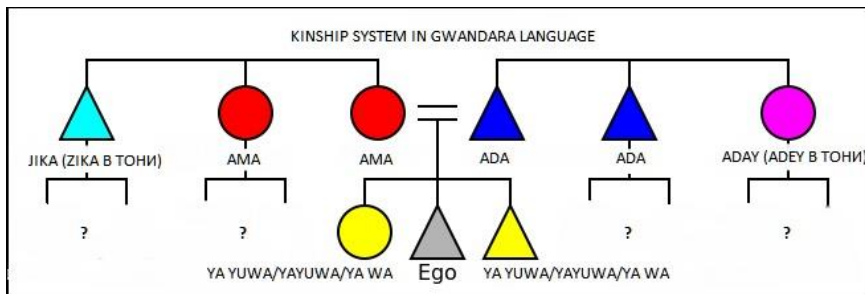 KINSHIP SYSTEM IN GWANDARA LANGUAGE
JIKA (ZIKA В ТОНИ) AMA AMA ADA ADA ADAY (ADEY В ТОНИ)
? ? ? ?
YA YUWA/YAYUWA/YA WA Ego YA YUWA/YAYUWA/YA WA